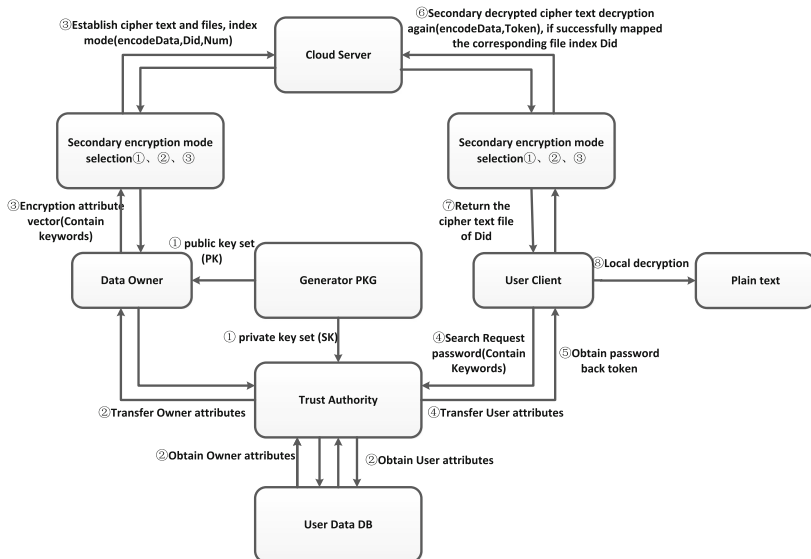 ③Establish cipher text and files, index
mode(encodeData,Did,Num)
Cloud Server
⑥Secondary decrypted cipher text decryption
again(encodeData,Token), if successfully mapped
the corresponding file index Did
Secondary encryption mode
selection①、②、③
Secondary encryption mode
selection①、②、③
③Encryption attribute
vector(Contain
keywords)
⑦Return the
cipher text file
of Did
① public key set
(PK)
Data Owner
Generator PKG
User Client
⑧Local decryption
Plain text
① private key set (SK)
④Search Request
password(Contain
Keywords)
⑤Obtain password
back token
Trust Authority
②Transfer Owner attributes
④Transfer User attributes
②Obtain Owner attributes
②Obtain User attributes
User Data DB